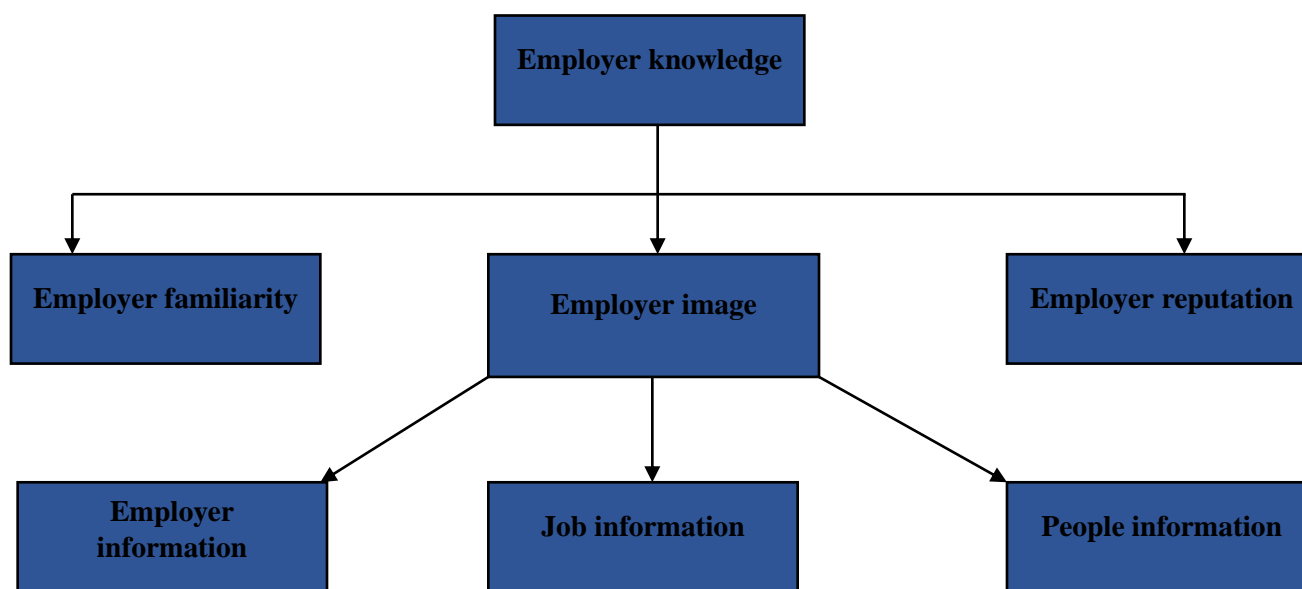 Employer knowledge
Employer familiarity
Employer image
Employer reputation
Employer
information
Job information
People information